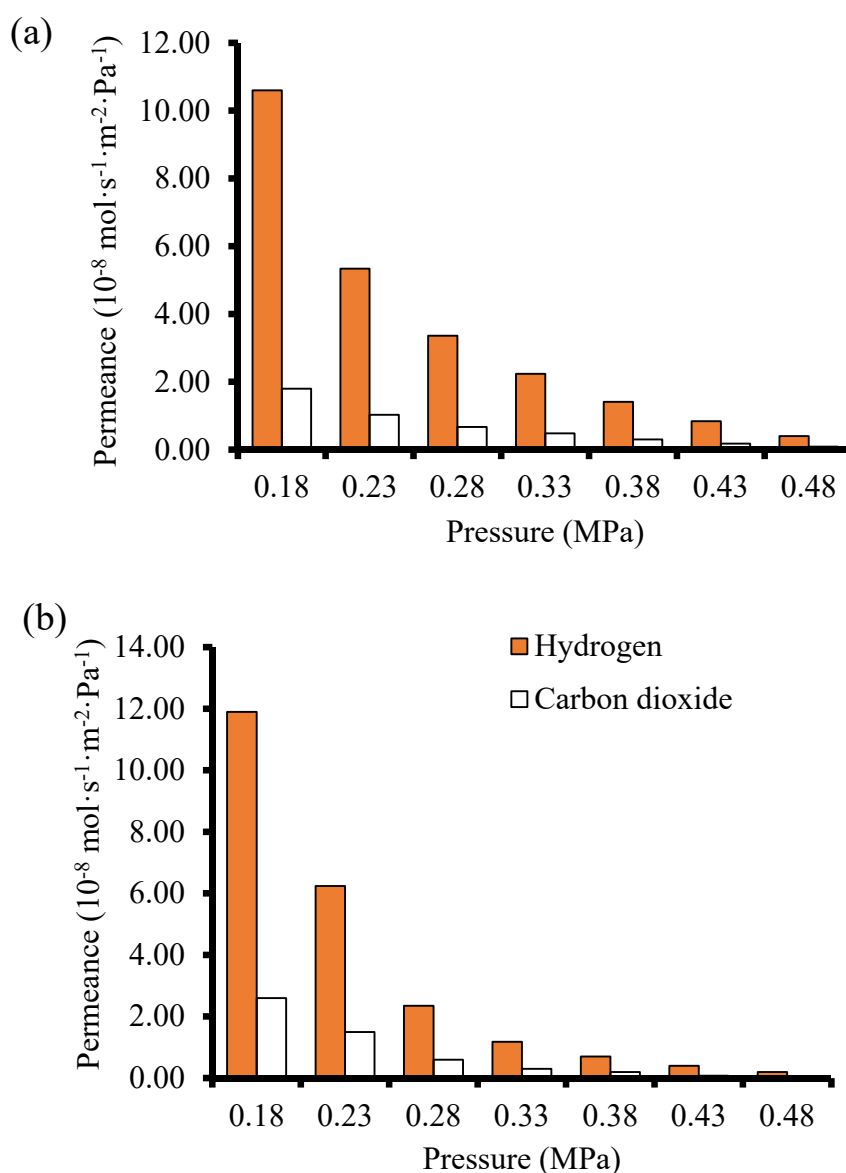 (a)
Permeance (10⁻⁸ mol·s⁻¹·m⁻²·Pa⁻¹)
12.00
10.00
8.00
6.00
4.00
2.00
0.00
0.18 0.23 0.28 0.33 0.38 0.43 0.48
Pressure (MPa)
(b)
Permeance (10⁻⁸ mol·s⁻¹·m⁻²·Pa⁻¹)
14.00
12.00
10.00
8.00
6.00
4.00
2.00
0.00
Hydrogen
Carbon dioxide
0.18 0.23 0.28 0.33 0.38 0.43 0.48
Pressure (MPa)